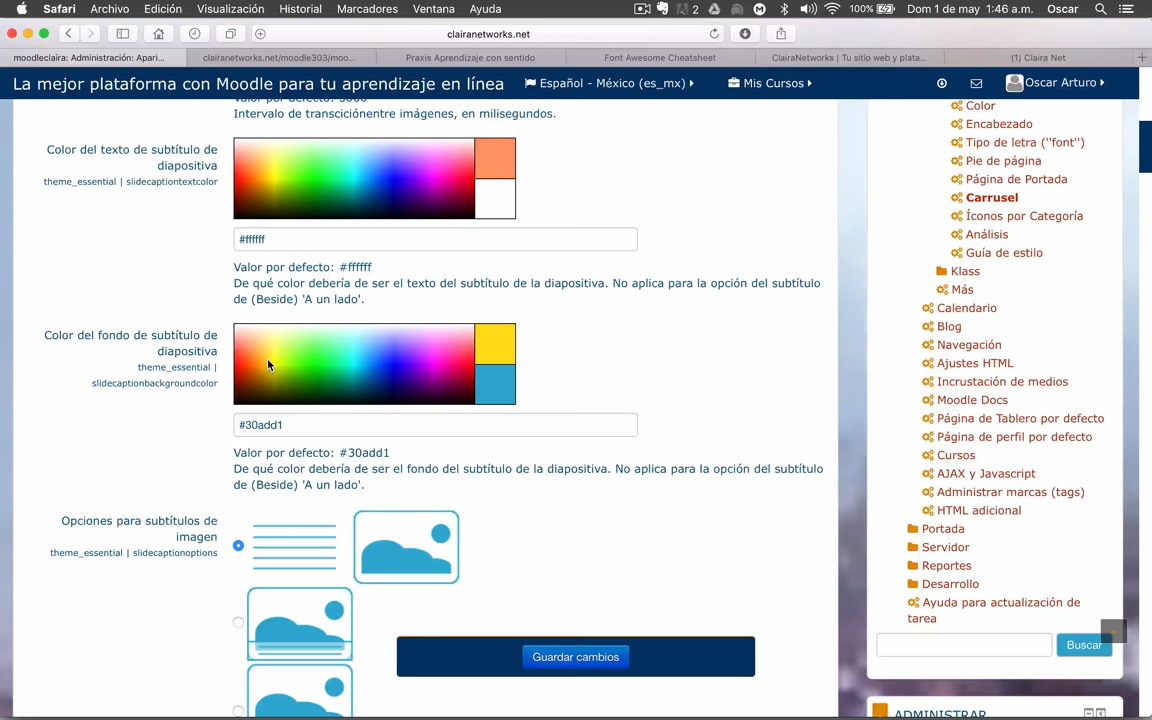 Safari Archivo Edición Visualización Historial Marcadores Ventana Ayuda 2 100% Dom 1 de may 1:46 a.m. Oscar
clairanetworks.net
moodleclaira: Administración: Apari... clairanetworks.net/moodle303/moo... Praxis Aprendizaje con sentido Font Awesome Cheatsheet ClairaNetworks | Tu sitio web y plata... (1) Claira Net
La mejor plataforma con Moodle para tu aprendizaje en línea Español - México (es_mx) Mis Cursos Oscar Arturo
Valor por defecto: 5000
Intervalo de transciciónentre imágenes, en milisegundos.
Color del texto de subtítulo de
diapositiva
theme_essential | slidecaptiontextcolor
#ffffff
Valor por defecto: #ffffff
De qué color debería de ser el texto del subtítulo de la diapositiva. No aplica para la opción del subtítulo
de (Beside) 'A un lado'.
Color del fondo de subtítulo de
diapositiva
theme_essential |
slidecaptionbackgroundcolor
#30add1
Valor por defecto: #30add1
De qué color debería de ser el fondo del subtítulo de la diapositiva. No aplica para la opción del subtítulo
de (Beside) 'A un lado'.
Opciones para subtítulos de
imagen
theme_essential | slidecaptionoptions
Guardar cambios
Color
Encabezado
Tipo de letra ("font")
Pie de página
Página de Portada
Carrusel
Íconos por Categoría
Análisis
Guía de estilo
Klass
Más
Calendario
Blog
Navegación
Ajustes HTML
Incrustación de medios
Moodle Docs
Página de Tablero por defecto
Página de perfil por defecto
Cursos
AJAX y Javascript
Administrar marcas (tags)
HTML adicional
Portada
Servidor
Reportes
Desarrollo
Ayuda para actualización de
tarea
Buscar
ADMINISTRAR